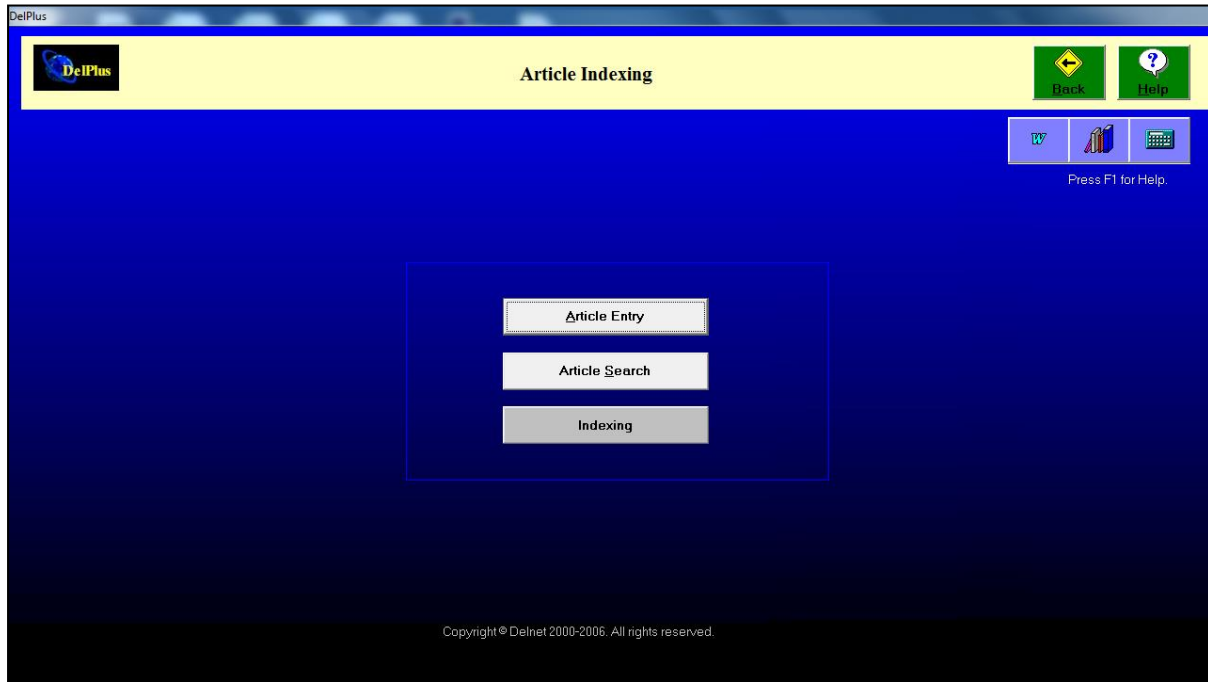 DelPlus
DelPlus
Article Indexing
Back
Help
W
Press F1 for Help.
Article Entry
Article Search
Indexing
Copyright © Delnet 2000-2006. All rights reserved.